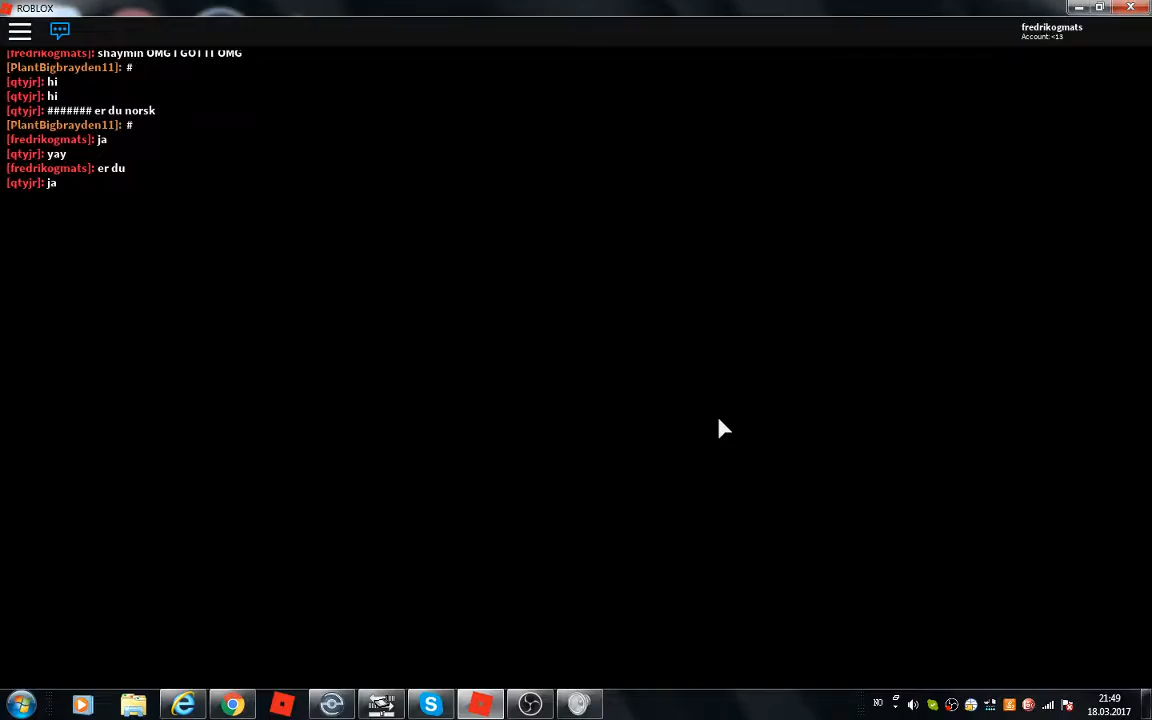 ROBLOX
fredrikogmats
Account: <13
[fredrikogmats]: shaymin OMG I GOT IT OMG
[PlantBigbrayden11]: #
[qtyjr]: hi
[qtyjr]: hi
[qtyjr]: ####### er du norsk
[PlantBigbrayden11]: #
[fredrikogmats]: ja
[qtyjr]: yay
[fredrikogmats]: er du
[qtyjr]: ja
NO
21:49
18.03.2017